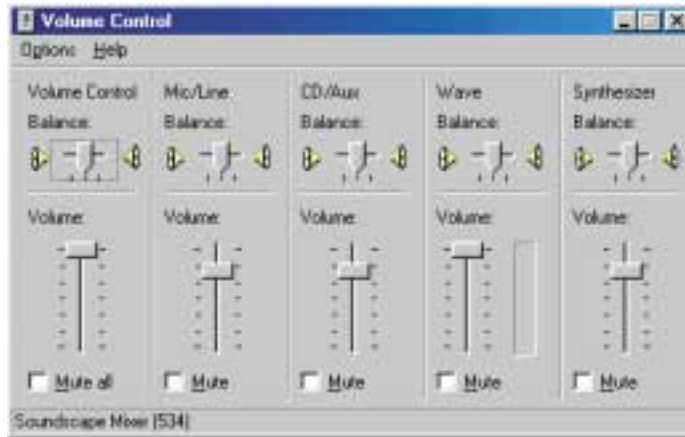 Volume Control
Options Help
Volume Control Mic/Line CD/Aux Wave Synthesizer
Balance: Balance: Balance: Balance: Balance:
Volume: Volume: Volume: Volume: Volume:
Mute all Mute Mute Mute Mute
Soundscape Mixer (534)